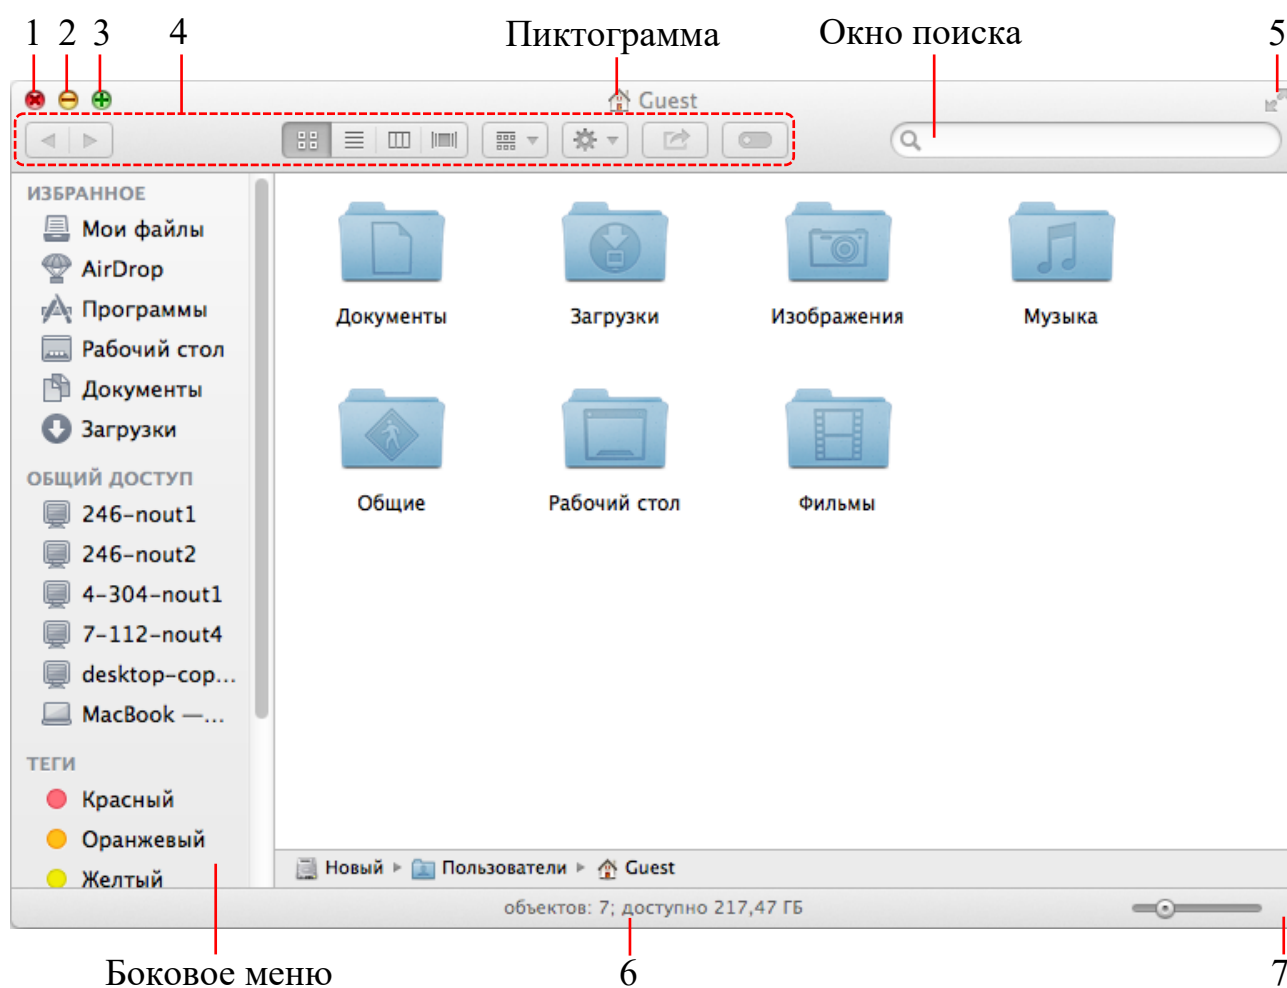 1 2 3 4 Пиктограмма Окно поиска 5
Guest
ИЗБРАННОЕ
Мои файлы
AirDrop
Программы
Рабочий стол
Документы
Загрузки
ОБЩИЙ ДОСТУП
246-nout1
246-nout2
4-304-nout1
7-112-nout4
desktop-cop...
MacBook —...
ТЕГИ
Красный
Оранжевый
Желтый
Документы Загрузки Изображения Музыка
Общие Рабочий стол Фильмы
Новый Пользователи Guest
объектов: 7; доступно 217,47 ГБ
Боковое меню 6 7